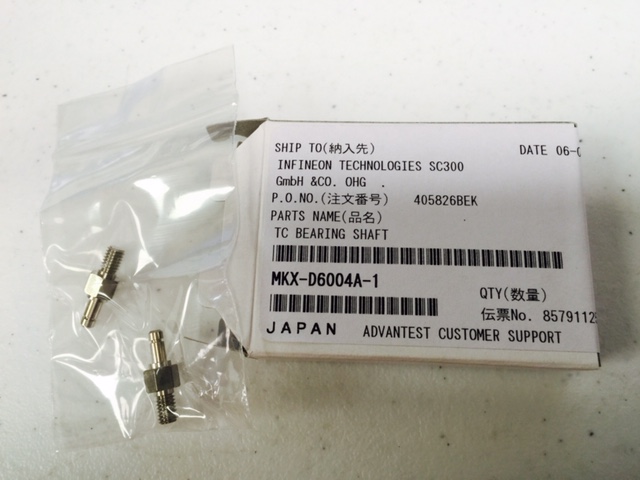 SHIP TO(納入先) DATE 06-
INFINEON TECHNOLOGIES SC300
GmbH &CO. OHG .
P.O.NO.(注文番号) 405826BEK
PARTS NAME(品名)
TC BEARING SHAFT
MKX-D6004A-1
QTY(数量)
伝票No. 8579112
JAPAN ADVANTEST CUSTOMER SUPPORT